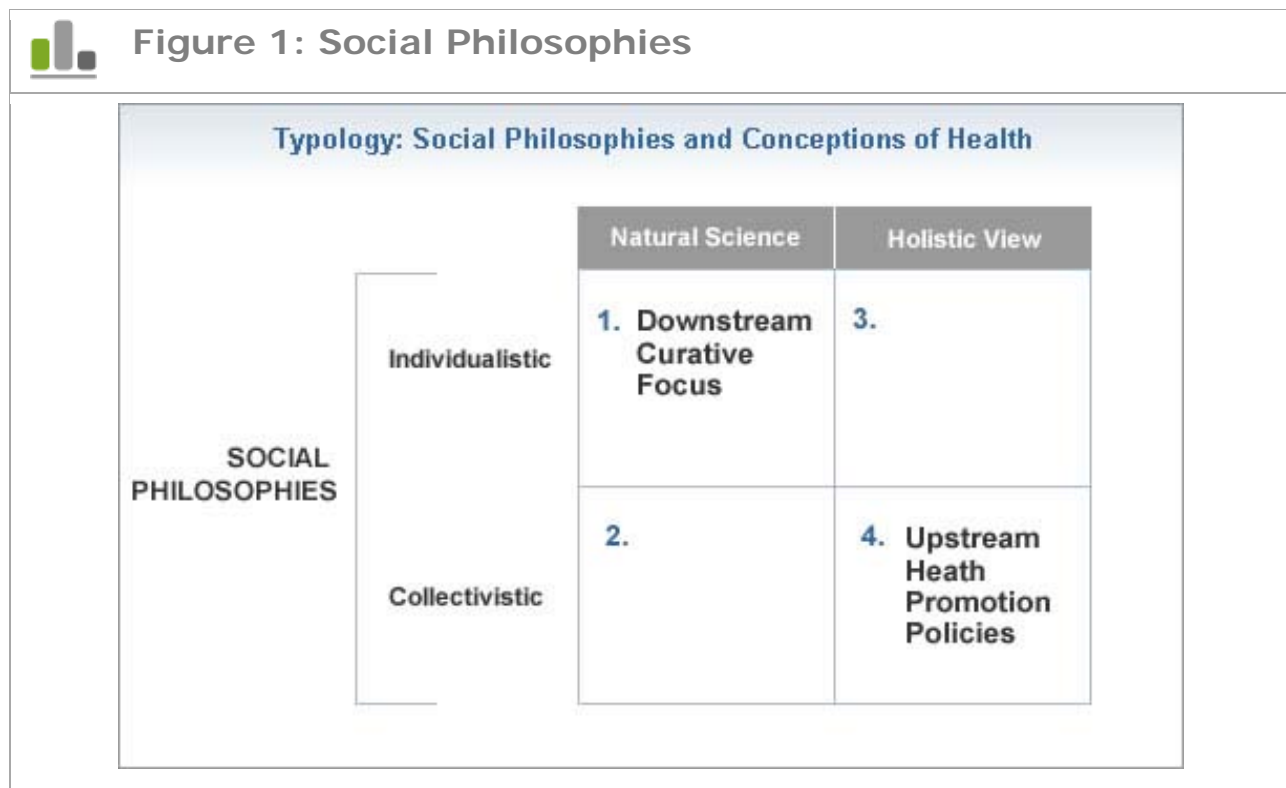 Figure 1: Social Philosophies
Typology: Social Philosophies and Conceptions of Health
Natural Science
Holistic View
Individualistic
1. Downstream
Curative
Focus
3.
SOCIAL
PHILOSOPHIES
Collectivistic
2.
4. Upstream
Heath
Promotion
Policies